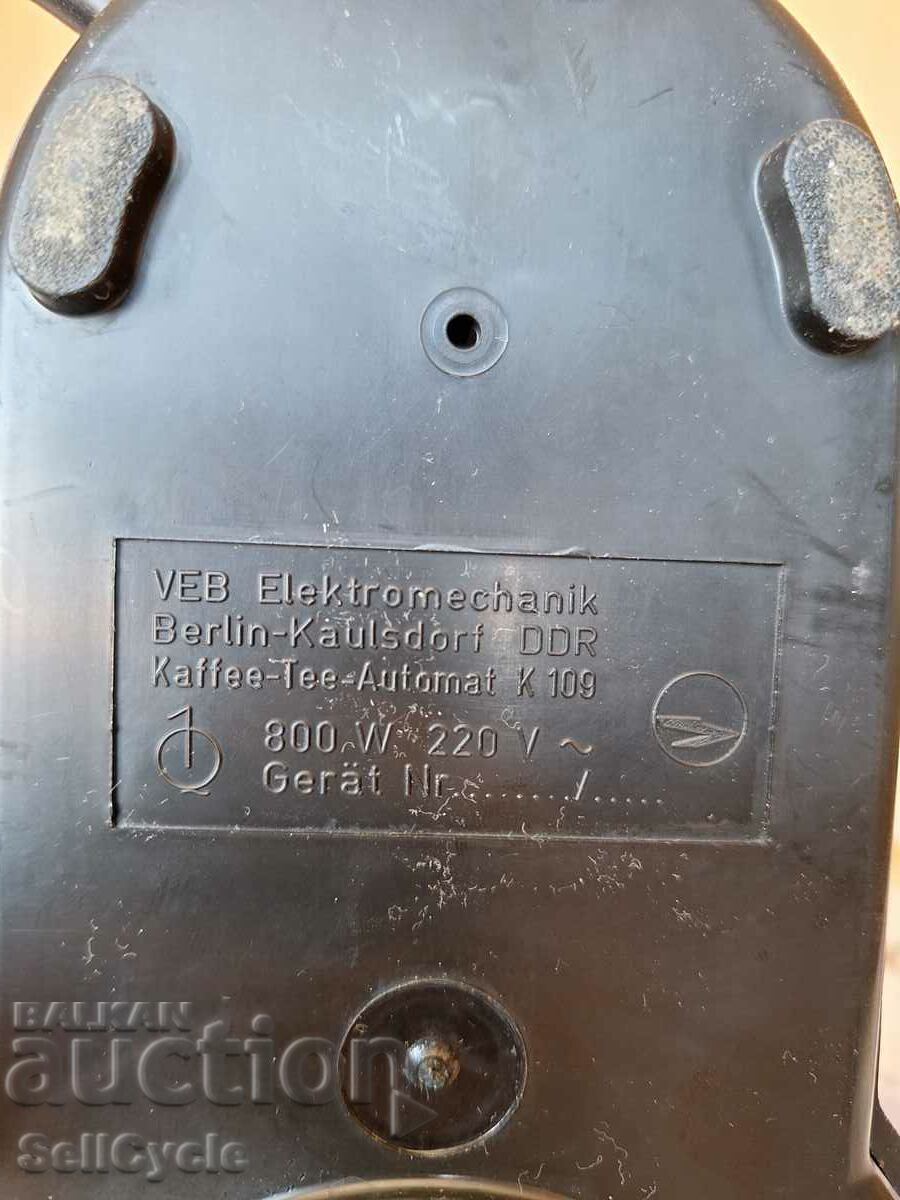 VEB Elektromechanik
Berlin-Kaulsdorf DDR
Kaffee-Tee-Automat K 109
800 W 220 V ~
Gerät Nr. ....../.....
BALKAN
auction
SellCycle